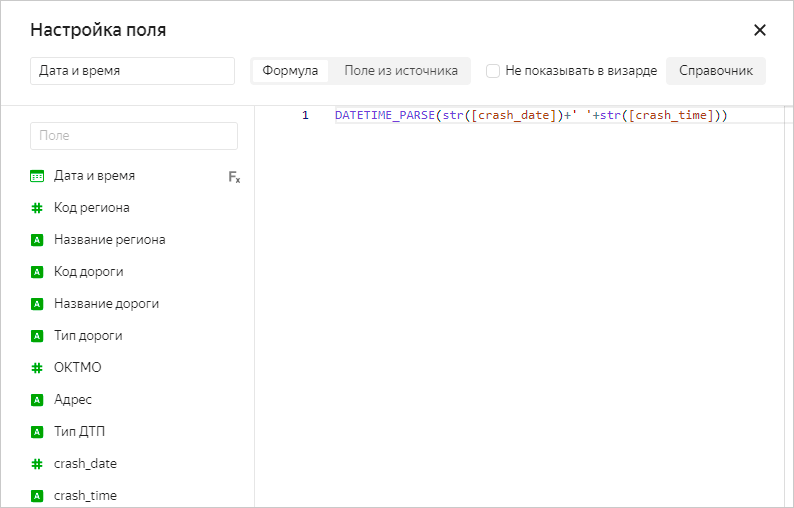 Настройка поля
Дата и время Формула Поле из источника Не показывать в визарде Справочник
Поле
1 DATETIME_PARSE(str([crash_date])+' '+str([crash_time]))
Дата и время Fx
Код региона
A Название региона
A Код дороги
A Название дороги
A Тип дороги
ОКТМО
A Адрес
A Тип ДТП
crash_date
A crash_time